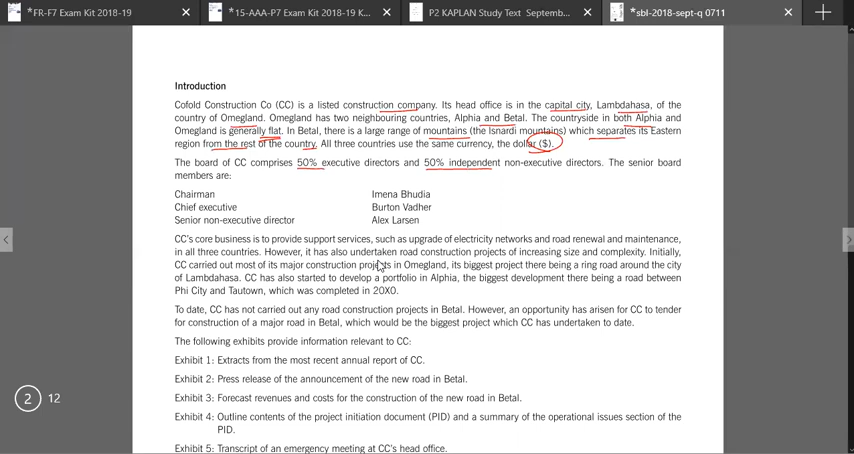 *FR-F7 Exam Kit 2018-19
*15-AAA-P7 Exam Kit 2018-19 K...
P2 KAPLAN Study Text Septemb...
*sbl-2018-sept-q 0711
Introduction
Cofold Construction Co (CC) is a listed construction company. Its head office is in the capital city, Lambdahasa, of the
country of Omegland. Omegland has two neighbouring countries, Alphia and Betal. The countryside in both Alphia and
Omegland is generally flat. In Betal, there is a large range of mountains (the Isnardi mountains) which separates its Eastern
region from the rest of the country. All three countries use the same currency, the dollar ($).
The board of CC comprises 50% executive directors and 50% independent non-executive directors. The senior board
members are:
Chairman Imena Bhudia
Chief executive Burton Vadher
Senior non-executive director Alex Larsen
CC's core business is to provide support services, such as upgrade of electricity networks and road renewal and maintenance,
in all three countries. However, it has also undertaken road construction projects of increasing size and complexity. Initially,
CC carried out most of its major construction projects in Omegland, its biggest project there being a ring road around the city
of Lambdahasa. CC has also started to develop a portfolio in Alphia, the biggest development there being a road between
Phi City and Tautown, which was completed in 20X0.
To date, CC has not carried out any road construction projects in Betal. However, an opportunity has arisen for CC to tender
for construction of a major road in Betal, which would be the biggest project which CC has undertaken to date.
The following exhibits provide information relevant to CC:
Exhibit 1: Extracts from the most recent annual report of CC.
Exhibit 2: Press release of the announcement of the new road in Betal.
Exhibit 3: Forecast revenues and costs for the construction of the new road in Betal.
2 12
Exhibit 4: Outline contents of the project initiation document (PID) and a summary of the operational issues section of the
PID.
Exhibit 5: Transcript of an emergency meeting at CC's head office.